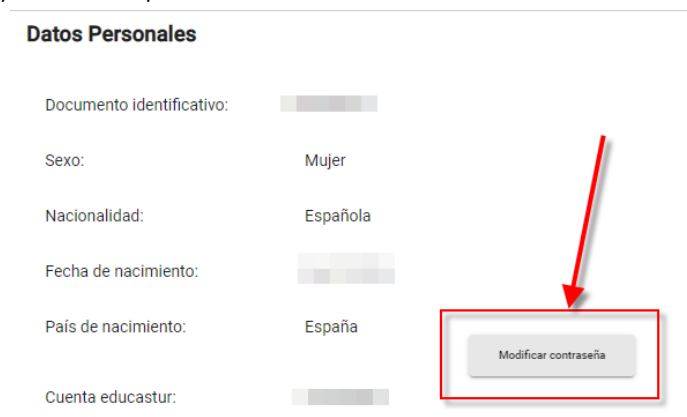 Datos Personales
Documento identificativo:
Sexo: Mujer
Nacionalidad: Española
Fecha de nacimiento:
País de nacimiento: España
Modificar contraseña
Cuenta educastur: